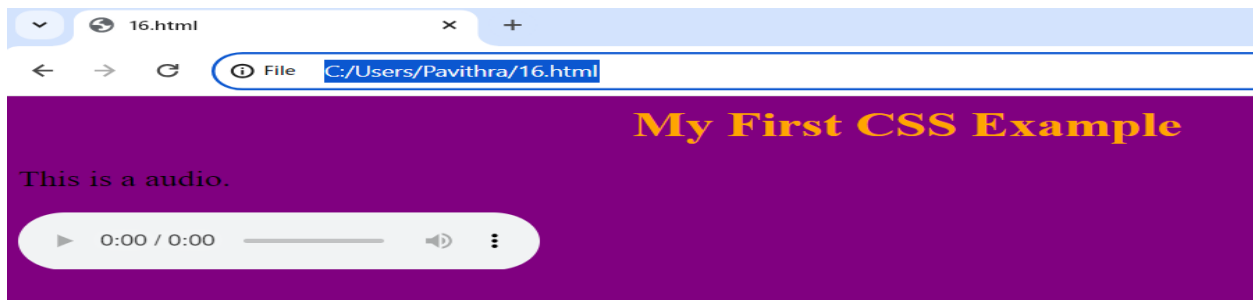 16.html
File C:/Users/Pavithra/16.html
My First CSS Example
This is a audio.
0:00 / 0:00